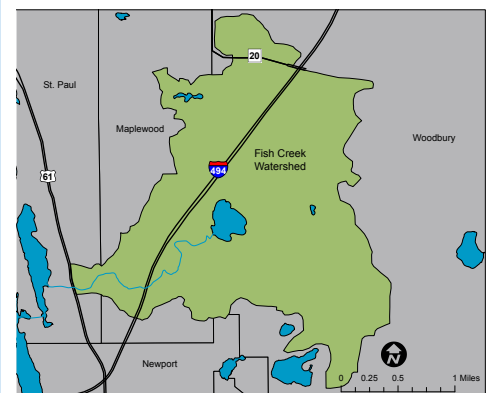 20
St. Paul
Maplewood
Woodbury
Fish Creek
Watershed
494
61
N
0 0.25 0.5 1 Miles
Newport